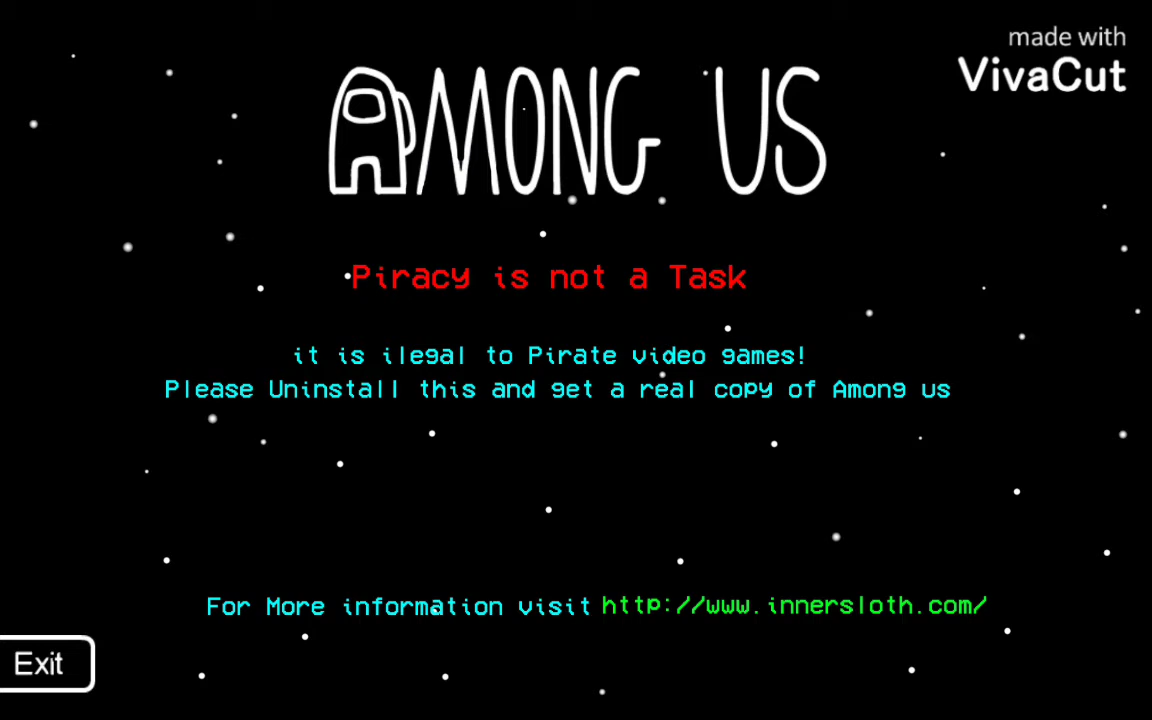 made with
VivaCut
AMONG US
Piracy is not a Task
it is ilegal to Pirate video games!
Please Uninstall this and get a real copy of Among us
For More information visit http://www.innersloth.com/
Exit